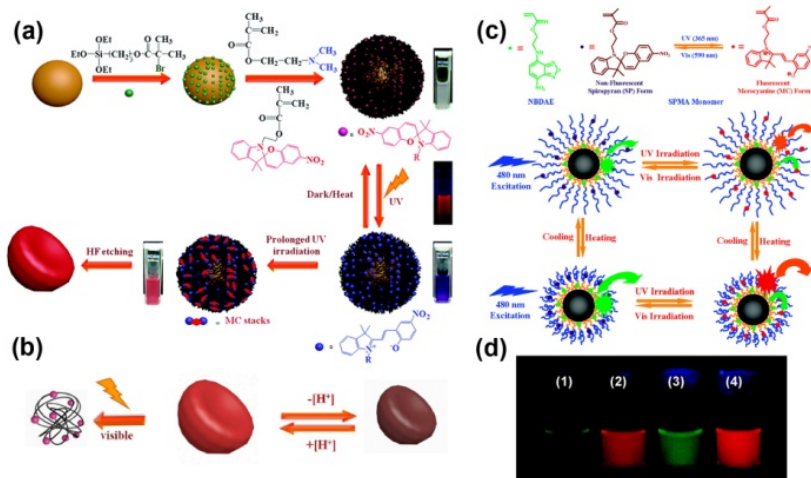 (a)
OEt
EtO
OEt
Si
O
Br
CH3
CH3
CH3
CH2
O
O
N
CH3
CH3
CH3
CH2
O
O
N
O
NO2
= NO2
O
N
R
Dark/Heat
UV
HF etching
Prolonged UV
irradiation
= MC stacks
=
N+
R
-O
NO2
(b)
visible
-[H+]
+[H+]
(c)
=
=
=
UV (365 nm)
Vis (590 nm)
NBDAE
Non-Fluorescent
Spiropyran (SP) Form
SPMA Monomer
Fluorescent
Merocyanine (MC) Form
480 nm
Excitation
UV Irradiation
Vis Irradiation
Cooling
Heating
Cooling
Heating
480 nm
Excitation
UV Irradiation
Vis Irradiation
(d)
(1)
(2)
(3)
(4)